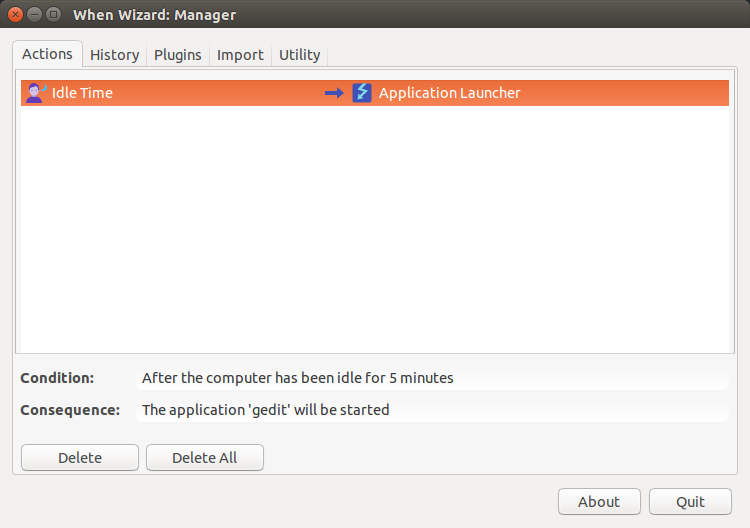 When Wizard: Manager
Actions History Plugins Import Utility
Idle Time Application Launcher
Condition: After the computer has been idle for 5 minutes
Consequence: The application 'gedit' will be started
Delete Delete All
About Quit